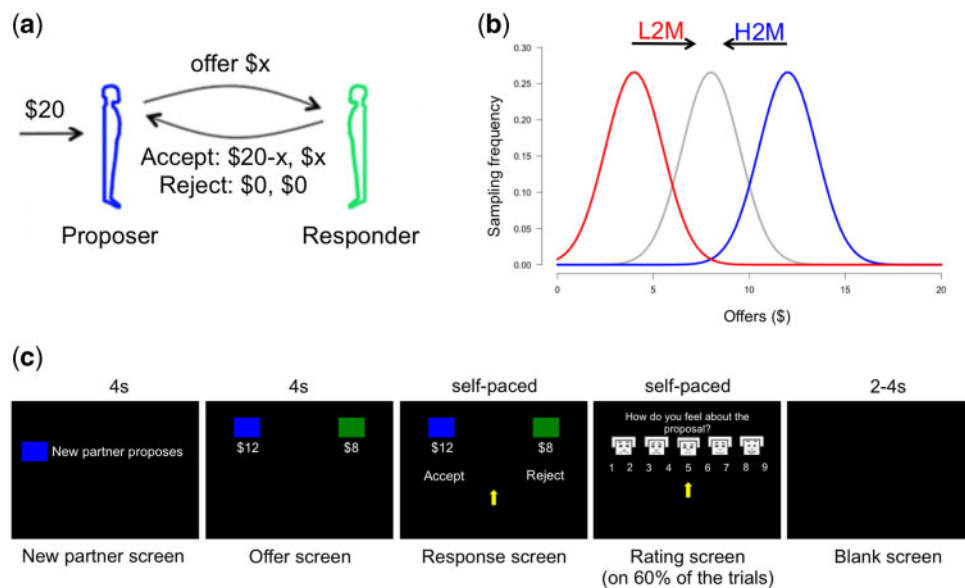 (a)
$20
offer $x
Accept: $20-x, $x
Reject: $0, $0
Proposer
Responder
(b)
L2M
H2M
Sampling frequency
0.30
0.25
0.20
0.15
0.10
0.05
0.00
0
5
10
15
20
Offers ($)
(c)
4s
4s
self-paced
self-paced
2-4s
New partner proposes
$12
$8
$12
$8
Accept
Reject
How do you feel about the
proposal?
1 2 3 4 5 6 7 8 9
New partner screen
Offer screen
Response screen
Rating screen
(on 60% of the trials)
Blank screen